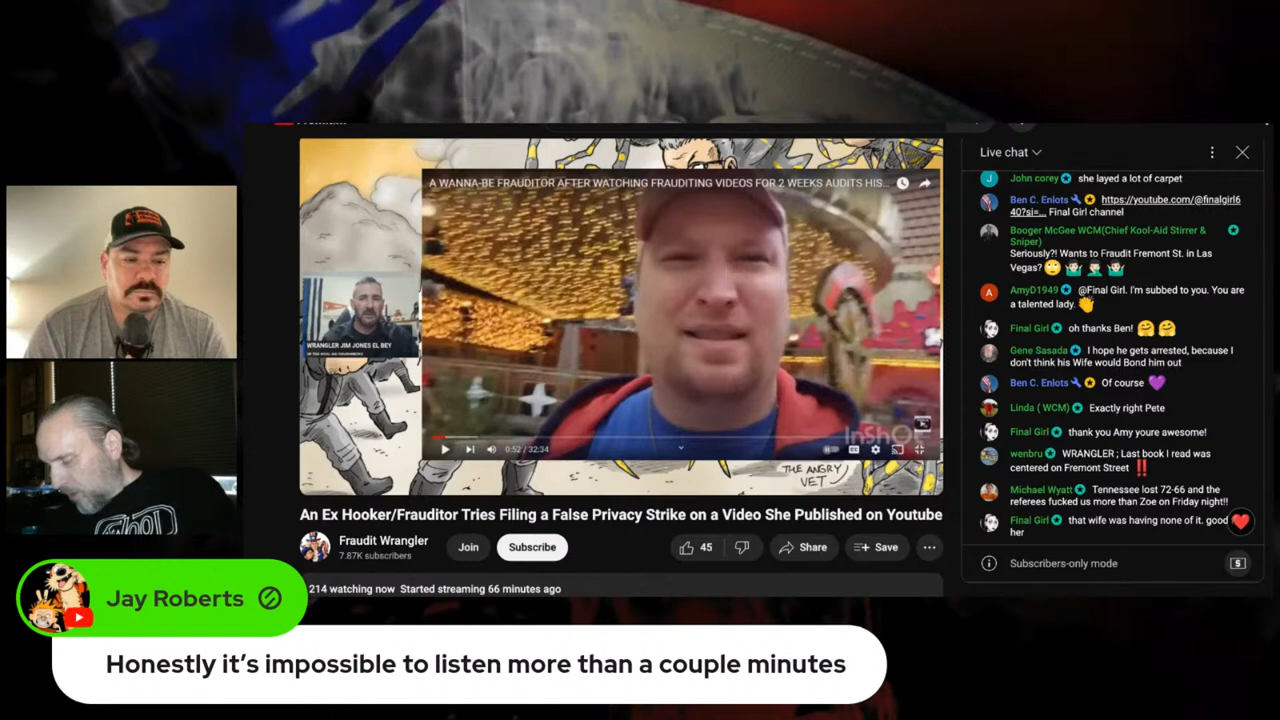 A WANNA-BE FRAUDITOR AFTER WATCHING FRAUDITING VIDEOS FOR 2 WEEKS AUDITS HIS...
WRANGLER JIM JONES EL BEY
0:52 / 32:34
InShOt
THE ANGRY
VET
An Ex Hooker/Frauditor Tries Filing a False Privacy Strike on a Video She Published on Youtube
Fraudit Wrangler
7.87K subscribers
Join
Subscribe
45
Share
Save
214 watching now Started streaming 66 minutes ago
Live chat
John corey she layed a lot of carpet
Ben C. Enlots https://youtube.com/@finalgirl6
40?si=... Final Girl channel
Booger McGee WCM(Chief Kool-Aid Stirrer &
Sniper)
Seriously?! Wants to Fraudit Fremont St. in Las
Vegas?
AmyD1949 @Final Girl. I'm subbed to you. You are
a talented lady.
Final Girl oh thanks Ben!
Gene Sasada I hope he gets arrested, because I
don't think his Wife would Bond him out
Ben C. Enlots Of course
Linda ( WCM) Exactly right Pete
Final Girl thank you Amy youre awesome!
wenbru WRANGLER ; Last book I read was
centered on Fremont Street
Michael Wyatt Tennessee lost 72-66 and the
referees fucked us more than Zoe on Friday night!!
Final Girl that wife was having none of it. good
her
Subscribers-only mode
Jay Roberts
Honestly it's impossible to listen more than a couple minutes